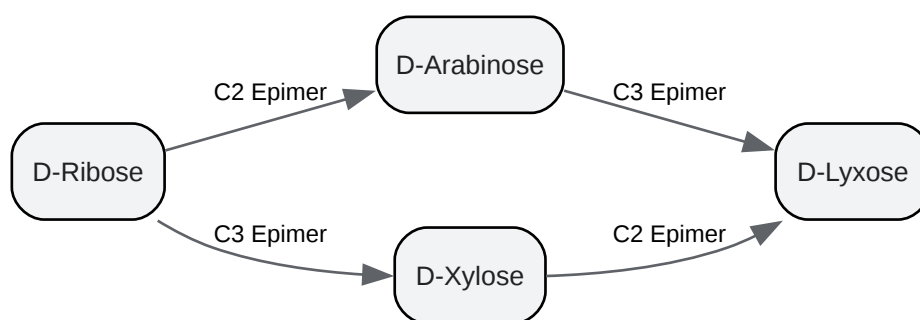 D-Arabinose
C2 Epimer
C3 Epimer
D-Ribose
D-Lyxose
C3 Epimer
C2 Epimer
D-Xylose